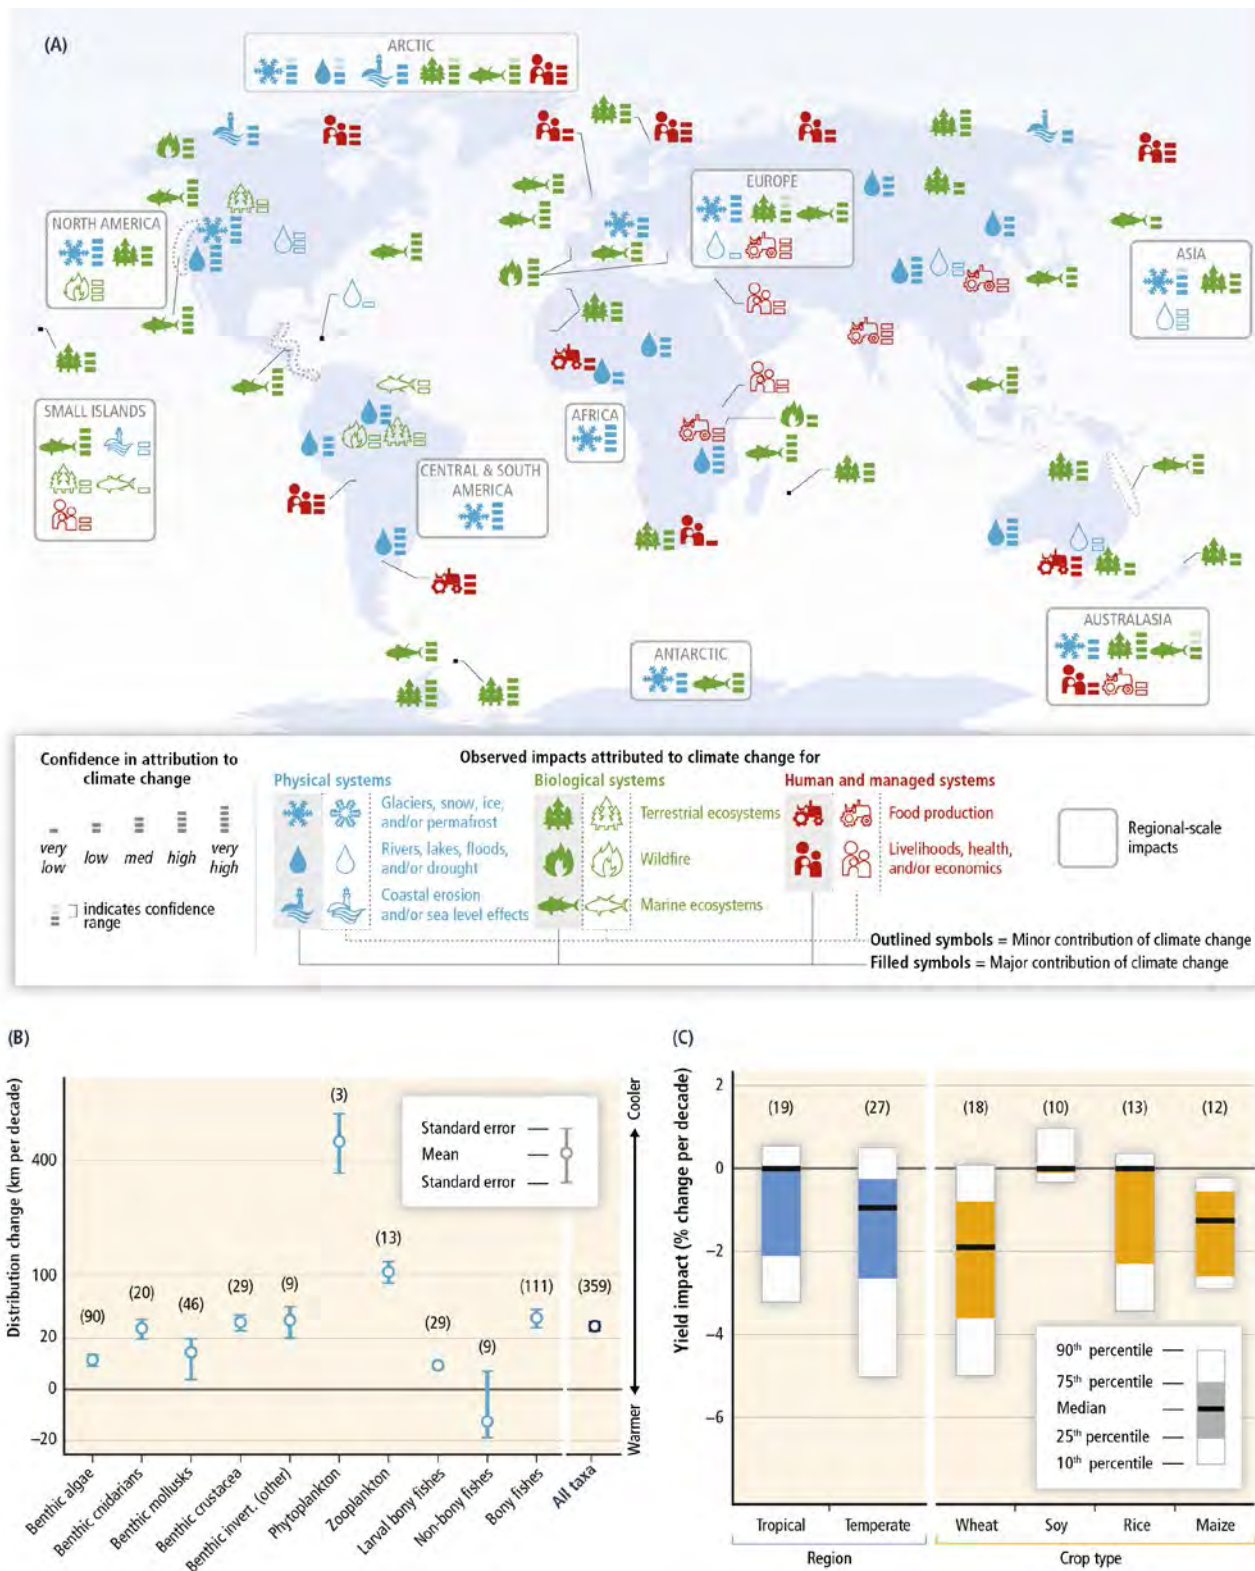 (A)
ARCTIC
NORTH AMERICA
EUROPE
ASIA
SMALL ISLANDS
AFRICA
CENTRAL & SOUTH
AMERICA
ANTARCTIC
AUSTRALASIA
Confidence in attribution to
climate change
very low
low
med
high
very high
indicates confidence
range
Observed impacts attributed to climate change for
Physical systems
Glaciers, snow, ice,
and/or permafrost
Rivers, lakes, floods,
and/or drought
Coastal erosion
and/or sea level effects
Biological systems
Terrestrial ecosystems
Wildfire
Marine ecosystems
Human and managed systems
Food production
Livelihoods, health,
and/or economics
Regional-scale
impacts
Outlined symbols = Minor contribution of climate change
Filled symbols = Major contribution of climate change
(B)
Distribution change (km per decade)
400
100
20
0
−20
(90)
(20)
(46)
(29)
(9)
(3)
(13)
(29)
(9)
(111)
(359)
Standard error
Mean
Standard error
Cooler
Warmer
Benthic algae
Benthic cnidarians
Benthic mollusks
Benthic crustacea
Benthic invert. (other)
Phytoplankton
Zooplankton
Larval bony fishes
Non-bony fishes
Bony fishes
All taxa
(C)
Yield impact (% change per decade)
2
0
−2
−4
−6
(19)
(27)
(18)
(10)
(13)
(12)
90th percentile
75th percentile
Median
25th percentile
10th percentile
Tropical
Temperate
Wheat
Soy
Rice
Maize
Region
Crop type